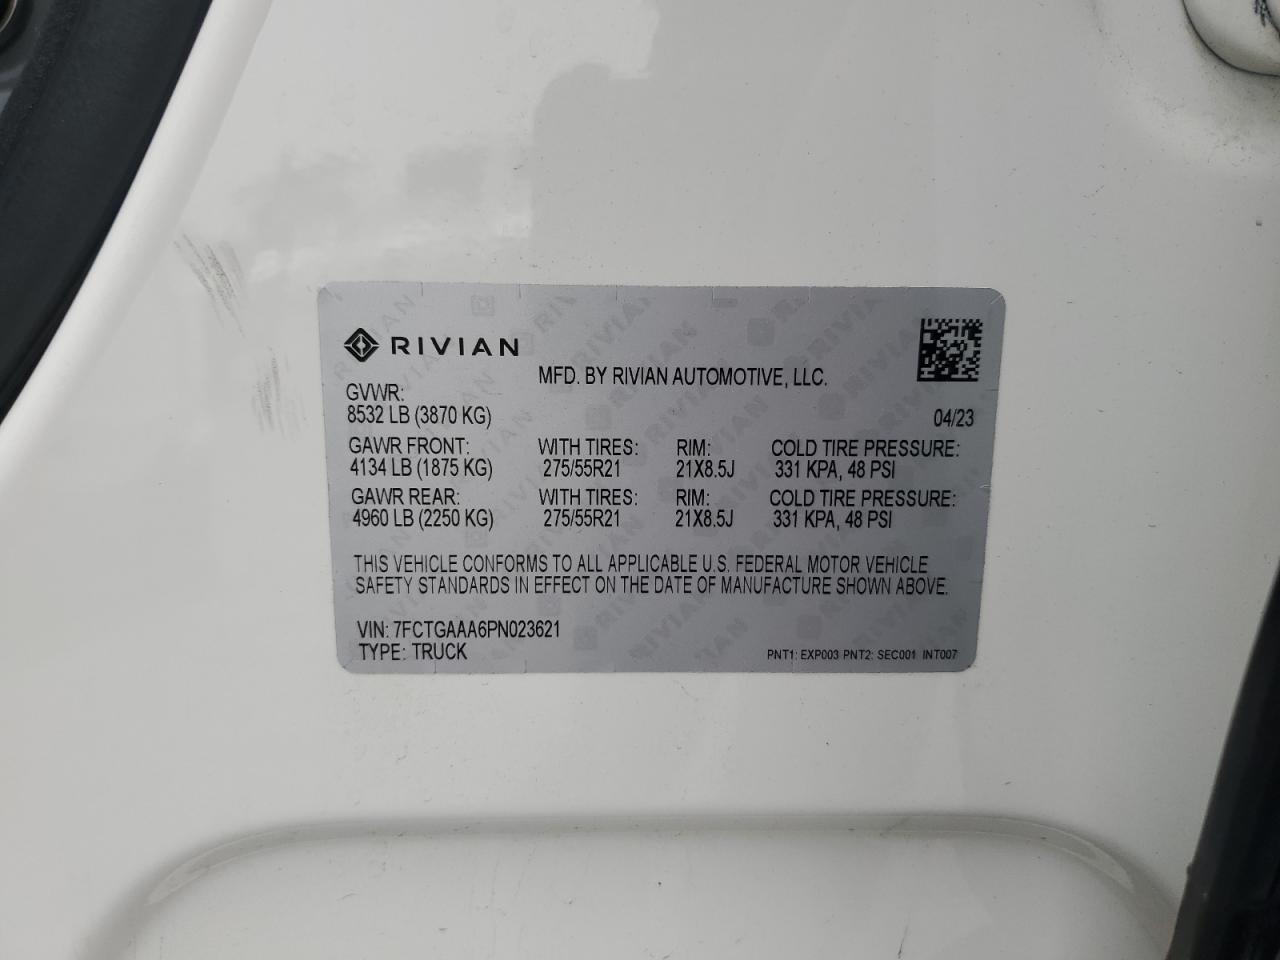 RIVIAN
MFD. BY RIVIAN AUTOMOTIVE, LLC.
GVWR:
8532 LB (3870 KG)
04/23
GAWR FRONT: WITH TIRES: RIM: COLD TIRE PRESSURE:
4134 LB (1875 KG) 275/55R21 21X8.5J 331 KPA, 48 PSI
GAWR REAR: WITH TIRES: RIM: COLD TIRE PRESSURE:
4960 LB (2250 KG) 275/55R21 21X8.5J 331 KPA, 48 PSI
THIS VEHICLE CONFORMS TO ALL APPLICABLE U.S. FEDERAL MOTOR VEHICLE
SAFETY STANDARDS IN EFFECT ON THE DATE OF MANUFACTURE SHOWN ABOVE.
VIN: 7FCTGAAA6PN023621
TYPE: TRUCK
PNT1: EXP003 PNT2: SEC001 INT007